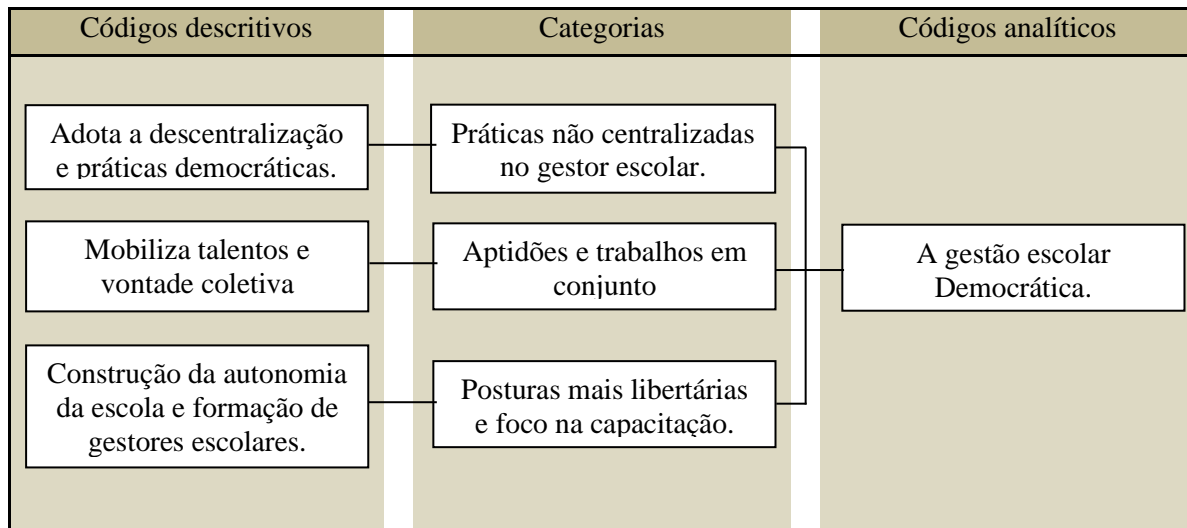 Códigos descritivos
Categorias
Códigos analíticos
Adota a descentralização
e práticas democráticas.
Práticas não centralizadas
no gestor escolar.
Mobiliza talentos e
vontade coletiva
Aptidões e trabalhos em
conjunto
A gestão escolar
Democrática.
Construção da autonomia
da escola e formação de
gestores escolares.
Posturas mais libertárias
e foco na capacitação.